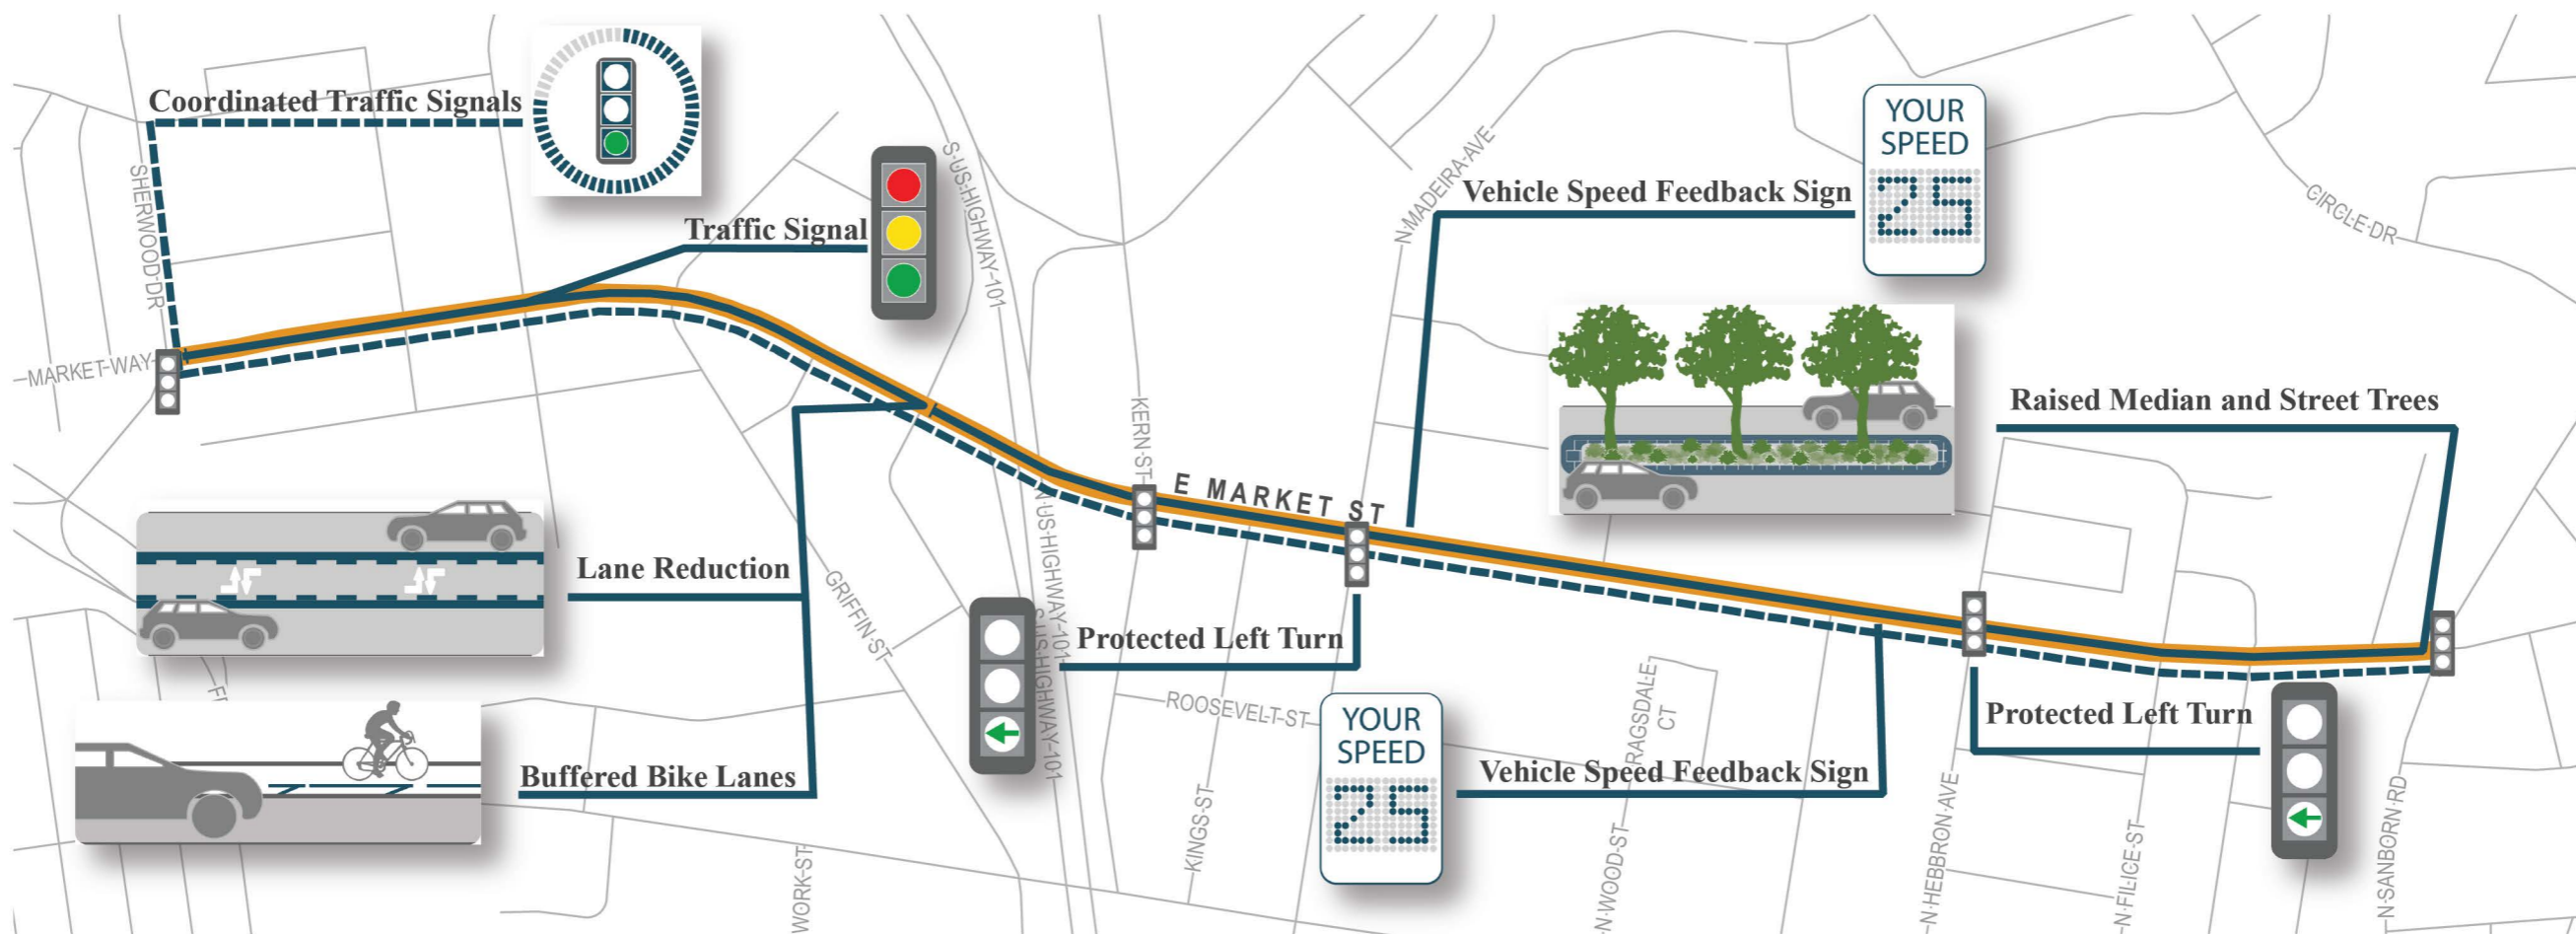 Coordinated Traffic Signals
SHERWOOD DR
MARKET WAY
Traffic Signal
S US HIGHWAY 101
N MADEIRA AVE
Vehicle Speed Feedback Sign
YOUR
SPEED
25
CIRCLE DR
Raised Median and Street Trees
KERN ST
E MARKET ST
Lane Reduction
GRIFFIN ST
N US HIGHWAY 101
S US HIGHWAY 101
Protected Left Turn
ROOSEVELT ST
YOUR
SPEED
25
RAGSDALE
CT
Vehicle Speed Feedback Sign
Protected Left Turn
Buffered Bike Lanes
WORK ST
KINGS ST
N WOOD ST
N HEBBRON AVE
N FILICE ST
N SANBORN RD